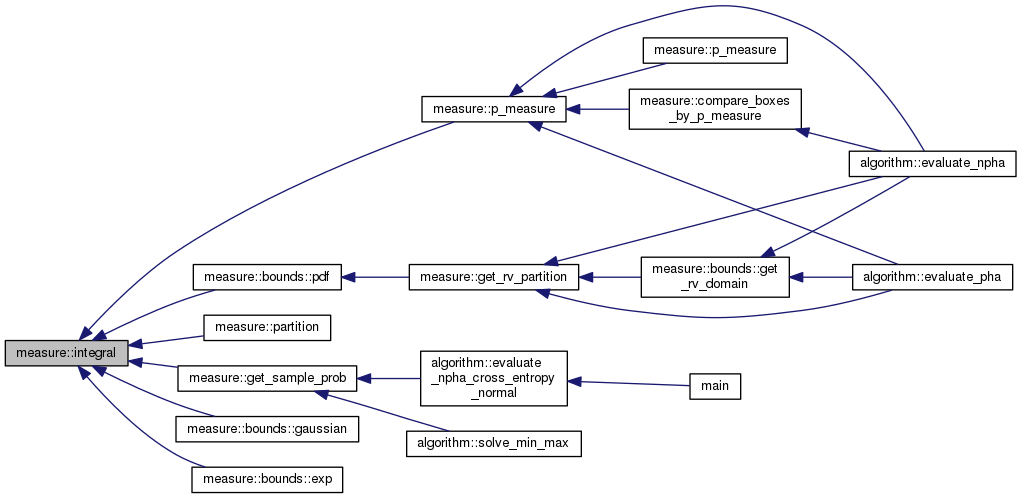 measure::integral
measure::p_measure
measure::bounds::pdf
measure::partition
measure::get_sample_prob
measure::bounds::gaussian
measure::bounds::exp
measure::p_measure
measure::compare_boxes
_by_p_measure
measure::get_rv_partition
measure::bounds::get
_rv_domain
algorithm::evaluate
_npha_cross_entropy
_normal
algorithm::solve_min_max
main
algorithm::evaluate_npha
algorithm::evaluate_pha